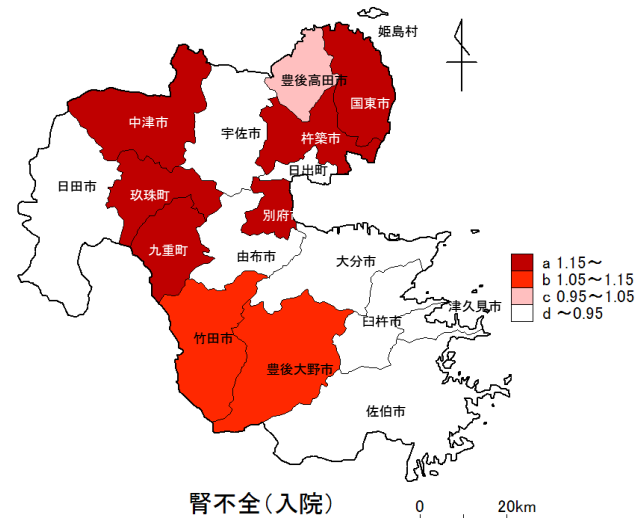 姫島村
豊後高田市
国東市
中津市
宇佐市
杵築市
日出町
日田市
玖珠町
別府市
九重町
由布市
大分市
a 1.15～
b 1.05～1.15
c 0.95～1.05
d ～0.95
津久見市
臼杵市
竹田市
豊後大野市
佐伯市
腎不全(入院)
0 20km